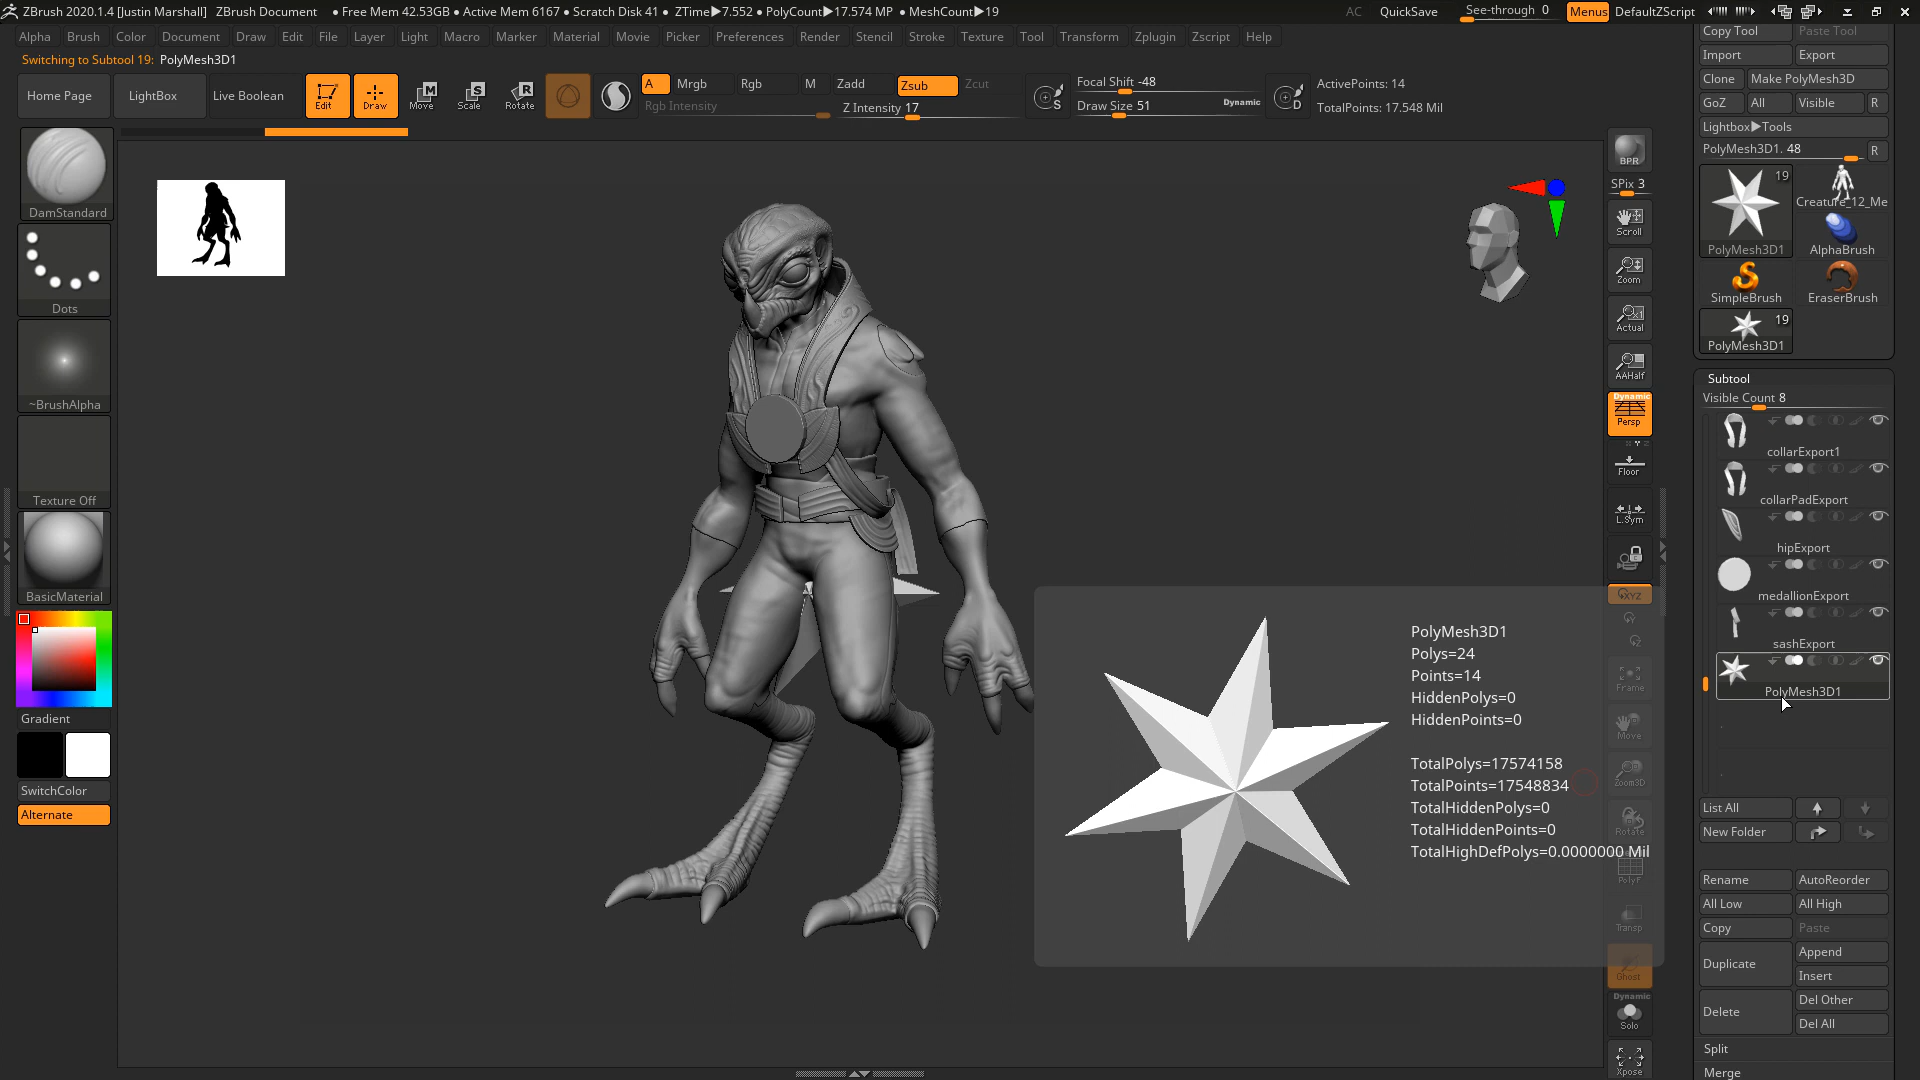 ZBrush 2020.1.4 [Justin Marshall] ZBrush Document ● Free Mem 42.53GB ● Active Mem 6167 ● Scratch Disk 41 ● ZTime▶7.552 ● PolyCount▶17.574 MP ● MeshCount▶19 AC QuickSave See-through 0 Menus DefaultZScript
Alpha Brush Color Document Draw Edit File Layer Light Macro Marker Material Movie Picker Preferences Render Stencil Stroke Texture Tool Transform Zplugin Zscript Help
Switching to Subtool 19: PolyMesh3D1
Home Page LightBox Live Boolean Edit Draw Move Scale Rotate
A Mrgb Rgb M Zadd Zsub Zcut
Rgb Intensity Z Intensity 17
S Focal Shift -48
Draw Size 51 Dynamic
D ActivePoints: 14
TotalPoints: 17.548 Mil
DamStandard
Dots
~BrushAlpha
Texture Off
BasicMaterial
Gradient
SwitchColor
Alternate
PolyMesh3D1
Polys=24
Points=14
HiddenPolys=0
HiddenPoints=0
TotalPolys=17574158
TotalPoints=17548834
TotalHiddenPolys=0
TotalHiddenPoints=0
TotalHighDefPolys=0.0000000 Mil
BPR
SPix 3
Scroll
Zoom
Actual
AAHalf
Dynamic
Persp
Floor
L.Sym
XYZ
Frame
Move
Zoom3D
Rotate
PolyF
Transp
Ghost
Dynamic
Solo
Xpose
Copy Tool Paste Tool
Import Export
Clone Make PolyMesh3D
GoZ All Visible R
Lightbox▶Tools
PolyMesh3D1. 48 R
19
PolyMesh3D1 Creature_12_Me
AlphaBrush
SimpleBrush EraserBrush
19
PolyMesh3D1
Subtool
Visible Count 8
collarExport1
collarPadExport
hipExport
medallionExport
sashExport
PolyMesh3D1
List All
New Folder
Rename AutoReorder
All Low All High
Copy Paste
Duplicate Append
Insert
Delete Del Other
Del All
Split
Merge